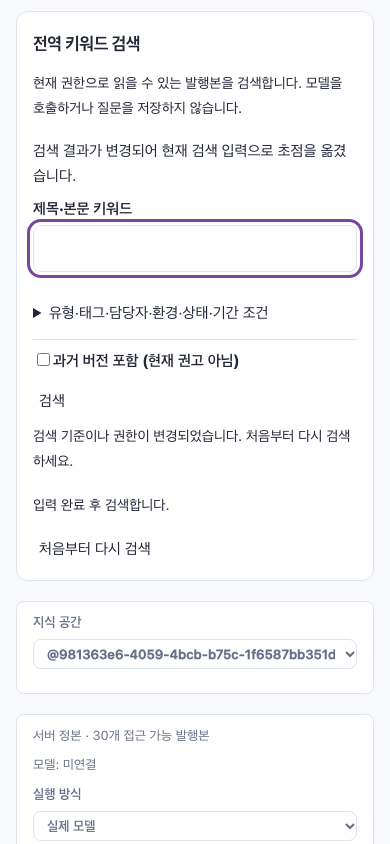 전역 키워드 검색
현재 권한으로 읽을 수 있는 발행본을 검색합니다. 모델을
호출하거나 질문을 저장하지 않습니다.
검색 결과가 변경되어 현재 검색 입력으로 초점을 옮겼
습니다.
제목·본문 키워드
▶ 유형·태그·담당자·환경·상태·기간 조건
과거 버전 포함 (현재 권고 아님)
검색
검색 기준이나 권한이 변경되었습니다. 처음부터 다시 검색
하세요.
입력 완료 후 검색합니다.
처음부터 다시 검색
지식 공간
@981363e6-4059-4bcb-b75c-1f6587bb351d
서버 정본 · 30개 접근 가능 발행본
모델: 미연결
실행 방식
실제 모델